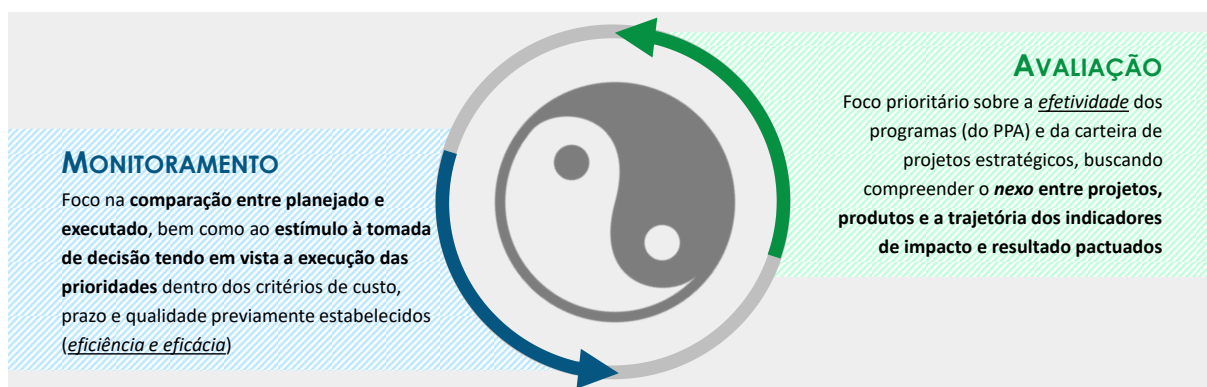 MONITORAMENTO
Foco na comparação entre planejado e
executado, bem como ao estímulo à tomada
de decisão tendo em vista a execução das
prioridades dentro dos critérios de custo,
prazo e qualidade previamente estabelecidos
(eficiência e eficácia)
AVALIAÇÃO
Foco prioritário sobre a efetividade dos
programas (do PPA) e da carteira de
projetos estratégicos, buscando
compreender o nexo entre projetos,
produtos e a trajetória dos indicadores
de impacto e resultado pactuados